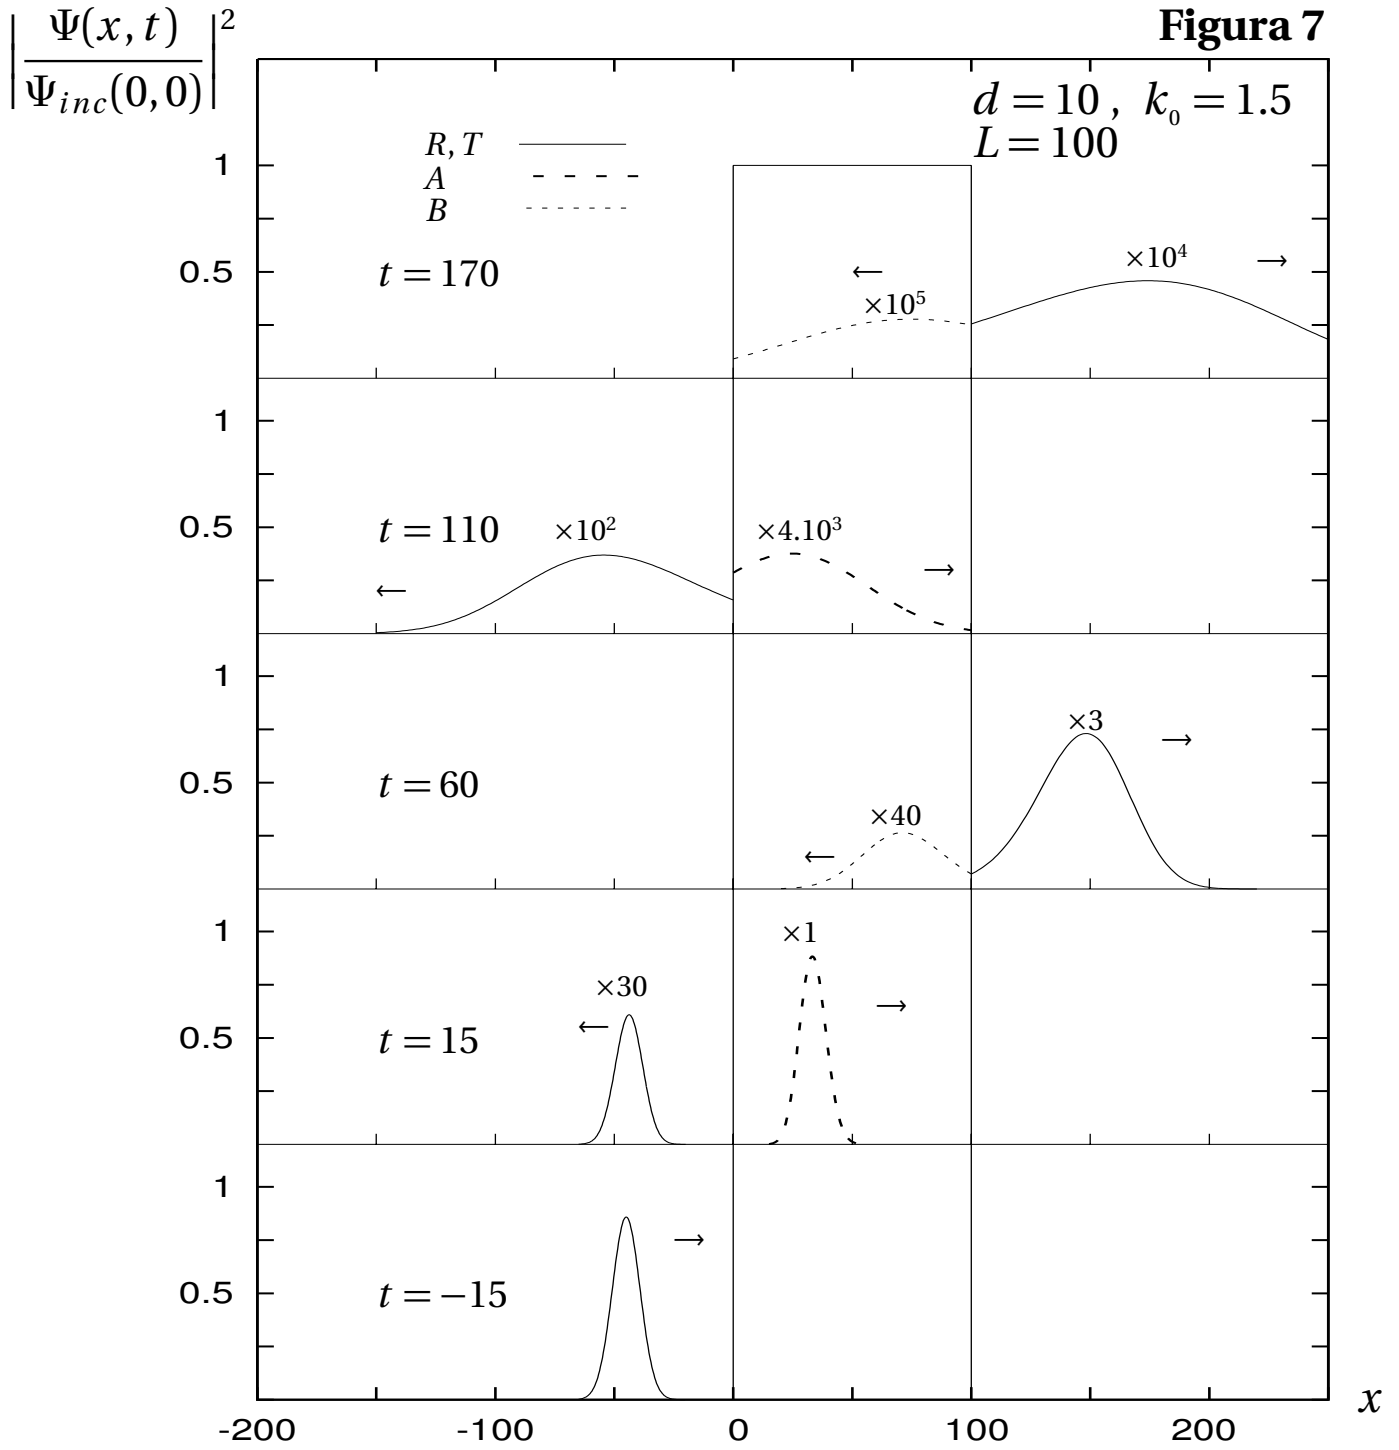 |Ψ(x, t)/Ψ_inc(0,0)|²
Figura 7
d = 10 , k₀ = 1.5
L = 100
R, T
A
B
1
0.5
t = 170
←
×10⁵
×10⁴
→
1
0.5
t = 110
×10²
←
×4.10³
→
1
0.5
t = 60
←
×40
×3
→
1
0.5
t = 15
×30
←
×1
→
1
0.5
t = −15
→
-200 -100 0 100 200 x